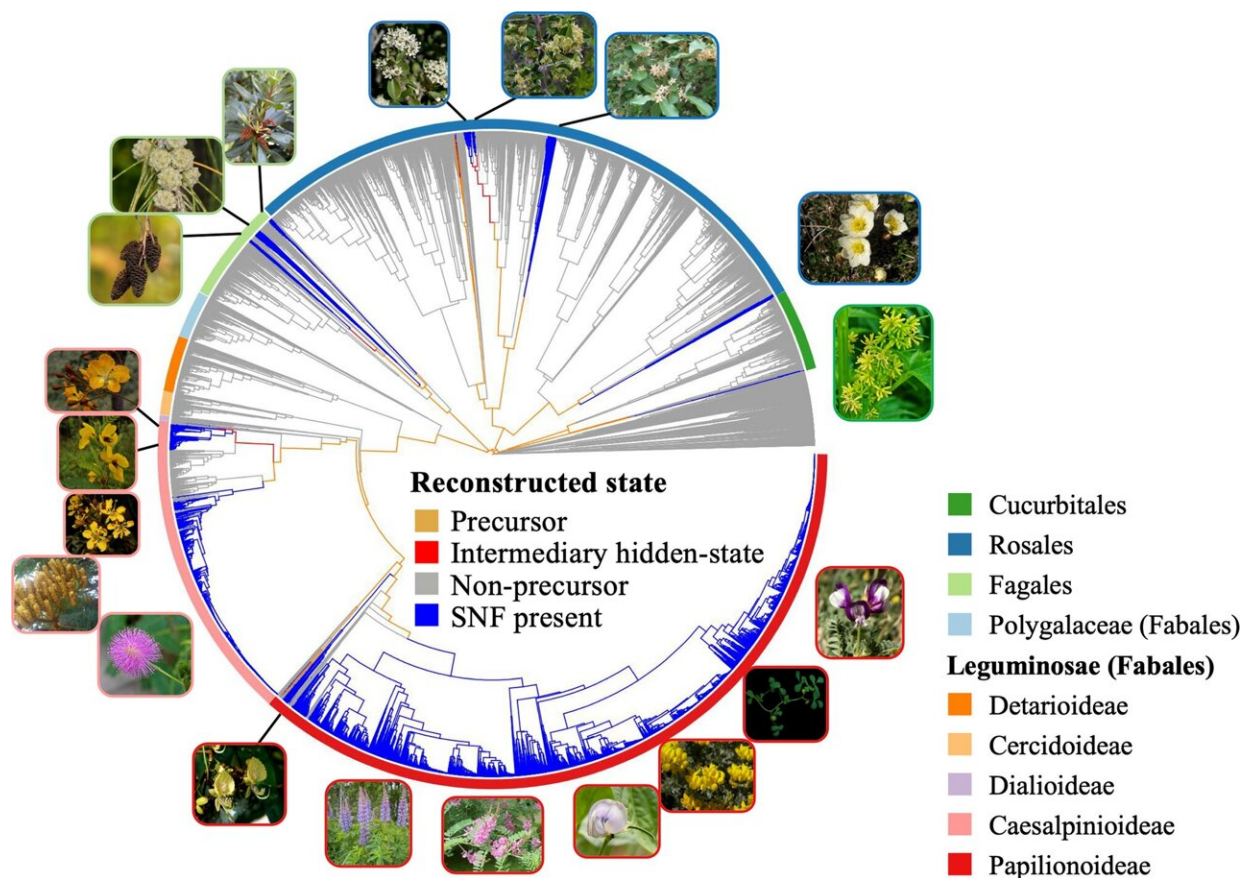 Reconstructed state
Precursor
Intermediary hidden-state
Non-precursor
SNF present
Cucurbitales
Rosales
Fagales
Polygalaceae (Fabales)
Leguminosae (Fabales)
Detarioideae
Cercidoideae
Dialioideae
Caesalpinioideae
Papilionoideae